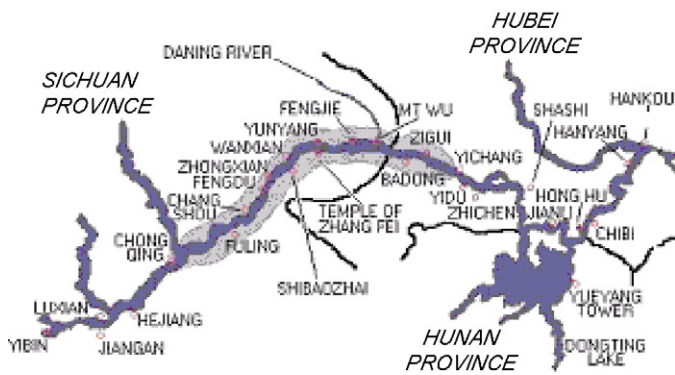 HUBEI
PROVINCE
DANING RIVER
SICHUAN
PROVINCE
FENGJIE
MT WU
SHASHI
HANKOU
YUNYANG
ZIGUI
HANYANG
WANXIAN
YICHANG
ZHONGXIAN
FENGDU
BADONG
YIDU
HONG HU
CHANG
SHOU
TEMPLE OF
ZHANG FEI
ZHICHENG
JIANLI
CHIBI
CHONG
QING
FULING
SHIBAOZHAI
YUEYANG
TOWER
LUXIAN
HEJIANG
HUNAN
PROVINCE
YIBIN
JIANGAN
DONGTING
LAKE